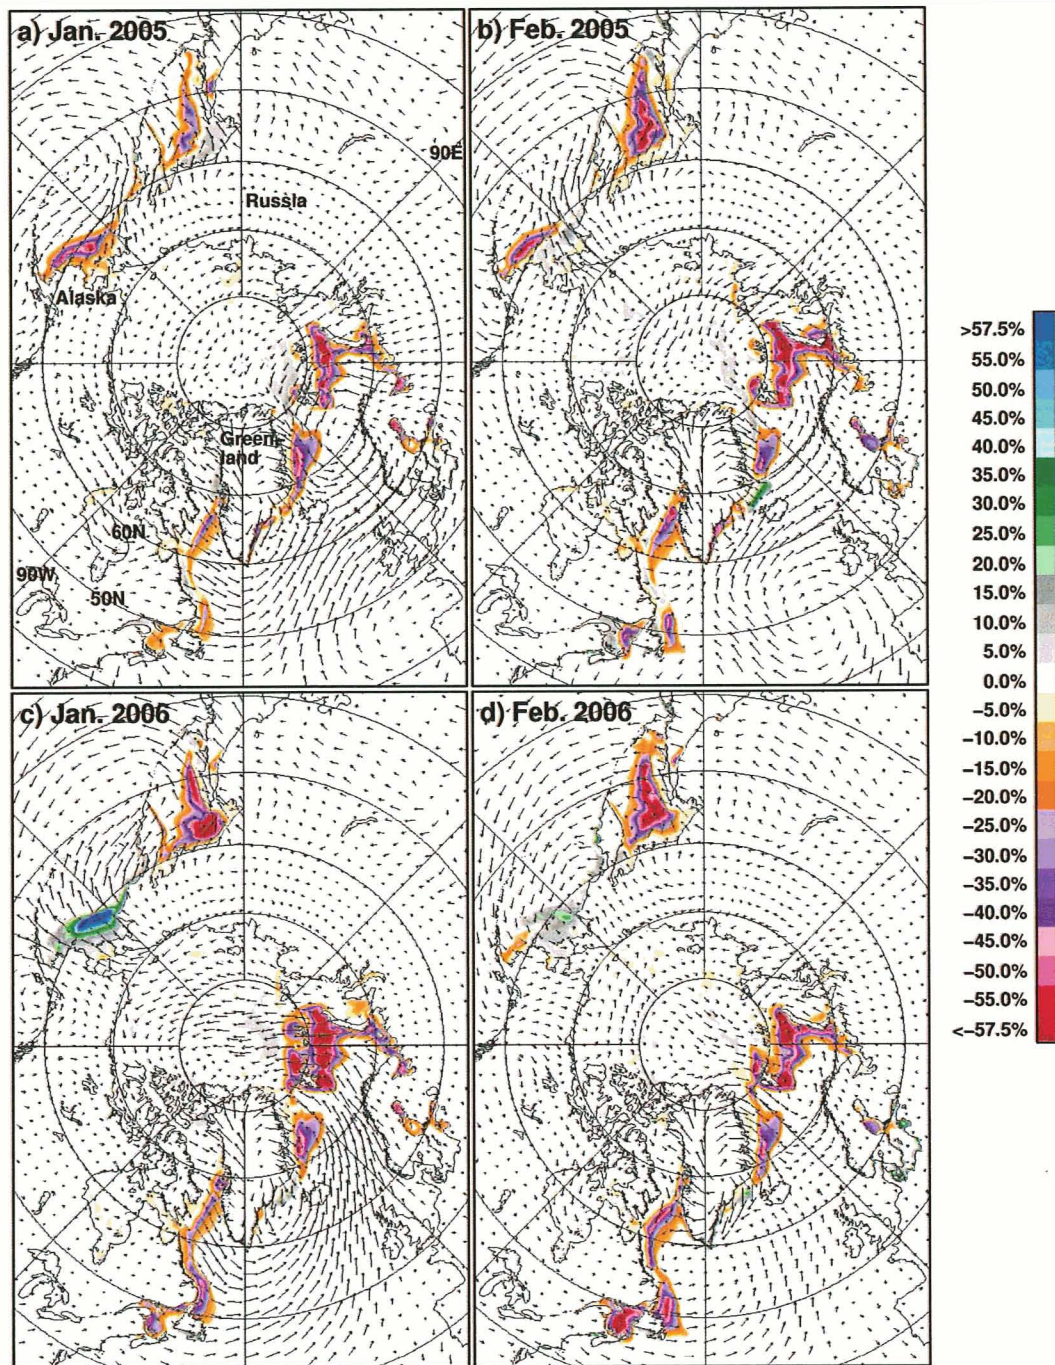 a) Jan. 2005
b) Feb. 2005
90E
Russia
Alaska
Green-
land
60N
90W
50N
c) Jan. 2006
d) Feb. 2006
>57.5%
55.0%
50.0%
45.0%
40.0%
35.0%
30.0%
25.0%
20.0%
15.0%
10.0%
5.0%
0.0%
−5.0%
−10.0%
−15.0%
−20.0%
−25.0%
−30.0%
−35.0%
−40.0%
−45.0%
−50.0%
−55.0%
<−57.5%